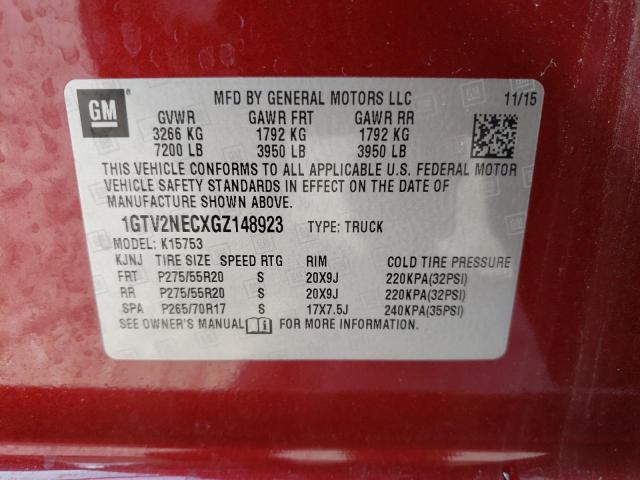 GM
MFD BY GENERAL MOTORS LLC 11/15
GVWR GAWR FRT GAWR RR
3266 KG 1792 KG 1792 KG
7200 LB 3950 LB 3950 LB
THIS VEHICLE CONFORMS TO ALL APPLICABLE U.S. FEDERAL MOTOR
VEHICLE SAFETY STANDARDS IN EFFECT ON THE DATE OF
MANUFACTURE SHOWN ABOVE.
1GTV2NECXGZ148923 TYPE: TRUCK
MODEL: K15753
KJNJ TIRE SIZE SPEED RTG RIM COLD TIRE PRESSURE
FRT P275/55R20 S 20X9J 220KPA(32PSI)
RR P275/55R20 S 20X9J 220KPA(32PSI)
SPA P265/70R17 S 17X7.5J 240KPA(35PSI)
SEE OWNER'S MANUAL FOR MORE INFORMATION.